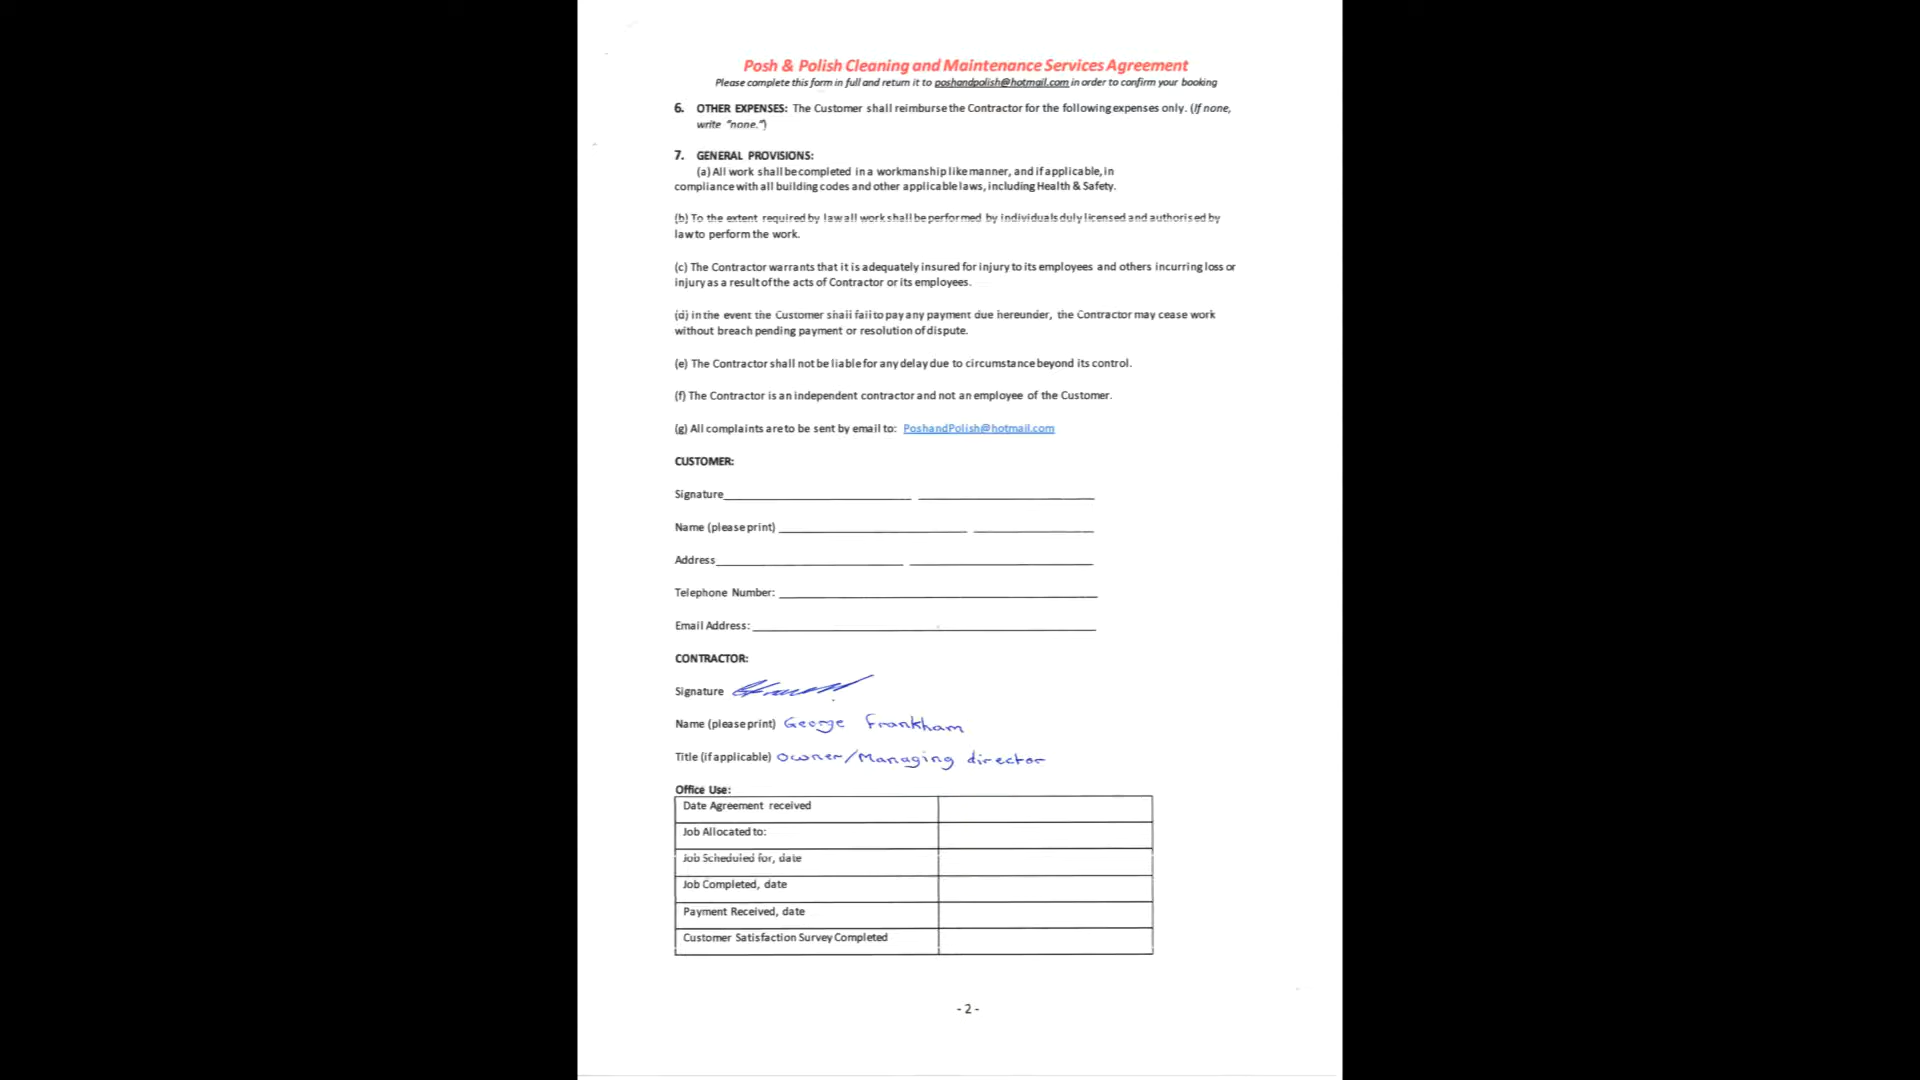 Posh & Polish Cleaning and Maintenance Services Agreement
Please complete this form in full and return it to poshandpolish@hotmail.com in order to confirm your booking
6. OTHER EXPENSES: The Customer shall reimburse the Contractor for the following expenses only. (If none,
write "none.")
7. GENERAL PROVISIONS:
(a) All work shall be completed in a workmanship like manner, and if applicable, in
compliance with all building codes and other applicable laws, including Health & Safety.
(b) To the extent required by law all work shall be performed by individuals duly licensed and authorised by
law to perform the work.
(c) The Contractor warrants that it is adequately insured for injury to its employees and others incurring loss or
injury as a result of the acts of Contractor or its employees.
(d) in the event the Customer shall fail to pay any payment due hereunder, the Contractor may cease work
without breach pending payment or resolution of dispute.
(e) The Contractor shall not be liable for any delay due to circumstance beyond its control.
(f) The Contractor is an independent contractor and not an employee of the Customer.
(g) All complaints are to be sent by email to: PoshandPolish@hotmail.com
CUSTOMER:
Signature
Name (please print)
Address
Telephone Number:
Email Address:
CONTRACTOR:
Signature
Name (please print) George Frankham
Title (if applicable) Owner/Managing director
Office Use:
Date Agreement received
Job Allocated to:
Job Scheduled for, date
Job Completed, date
Payment Received, date
Customer Satisfaction Survey Completed
- 2 -